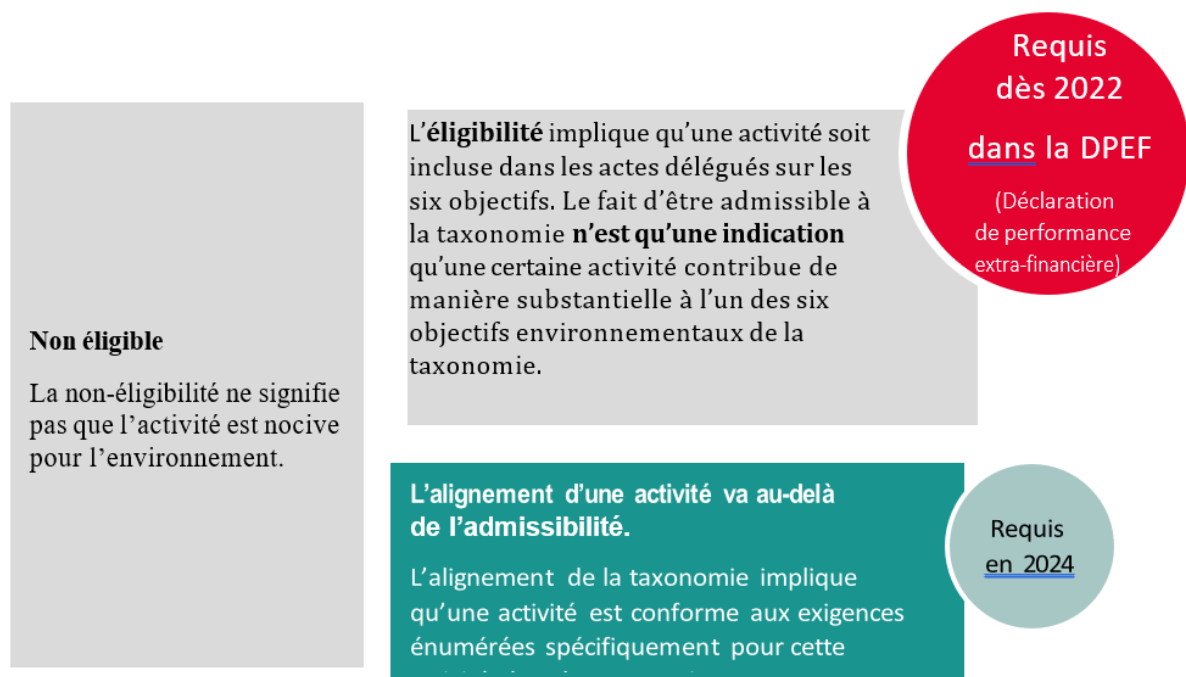 Non éligible
La non-éligibilité ne signifie
pas que l’activité est nocive
pour l’environnement.
L’éligibilité implique qu’une activité soit
incluse dans les actes délégués sur les
six objectifs. Le fait d’être admissible à
la taxonomie n’est qu’une indication
qu’une certaine activité contribue de
manière substantielle à l’un des six
objectifs environnementaux de la
taxonomie.
Requis
dès 2022
dans la DPEF
(Déclaration
de performance
extra-financière)
L’alignement d’une activité va au-delà
de l’admissibilité.
L’alignement de la taxonomie implique
qu’une activité est conforme aux exigences
énumérées spécifiquement pour cette
Requis
en 2024